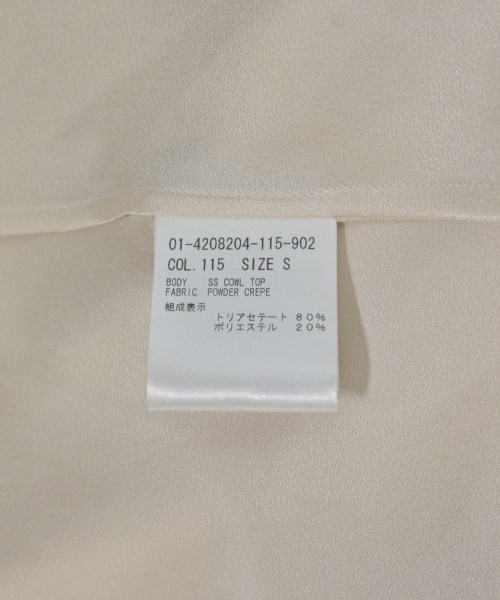 01-4208204-115-902
COL.115 SIZE S
BODY. SS COWL TOP
FABRIC. POWDER CREPE
組成表示
トリアセテート 80%
ポリエステル 20%